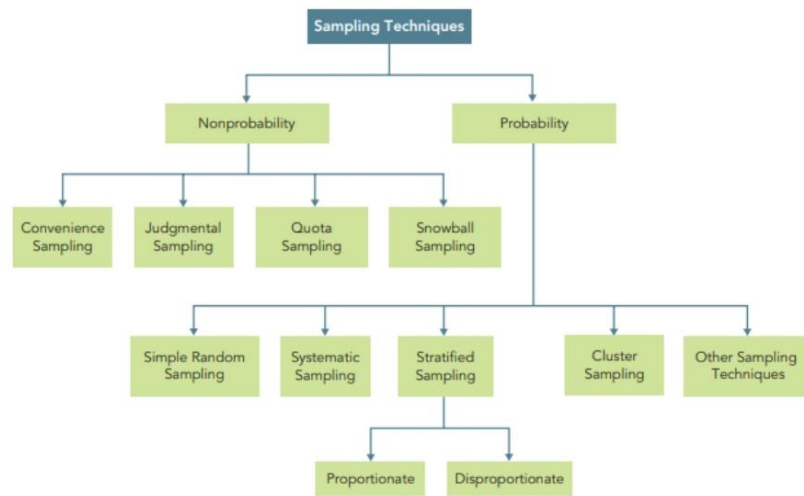 Sampling Techniques
Nonprobability
Probability
Convenience
Sampling
Judgmental
Sampling
Quota
Sampling
Snowball
Sampling
Simple Random
Sampling
Systematic
Sampling
Stratified
Sampling
Cluster
Sampling
Other Sampling
Techniques
Proportionate
Disproportionate